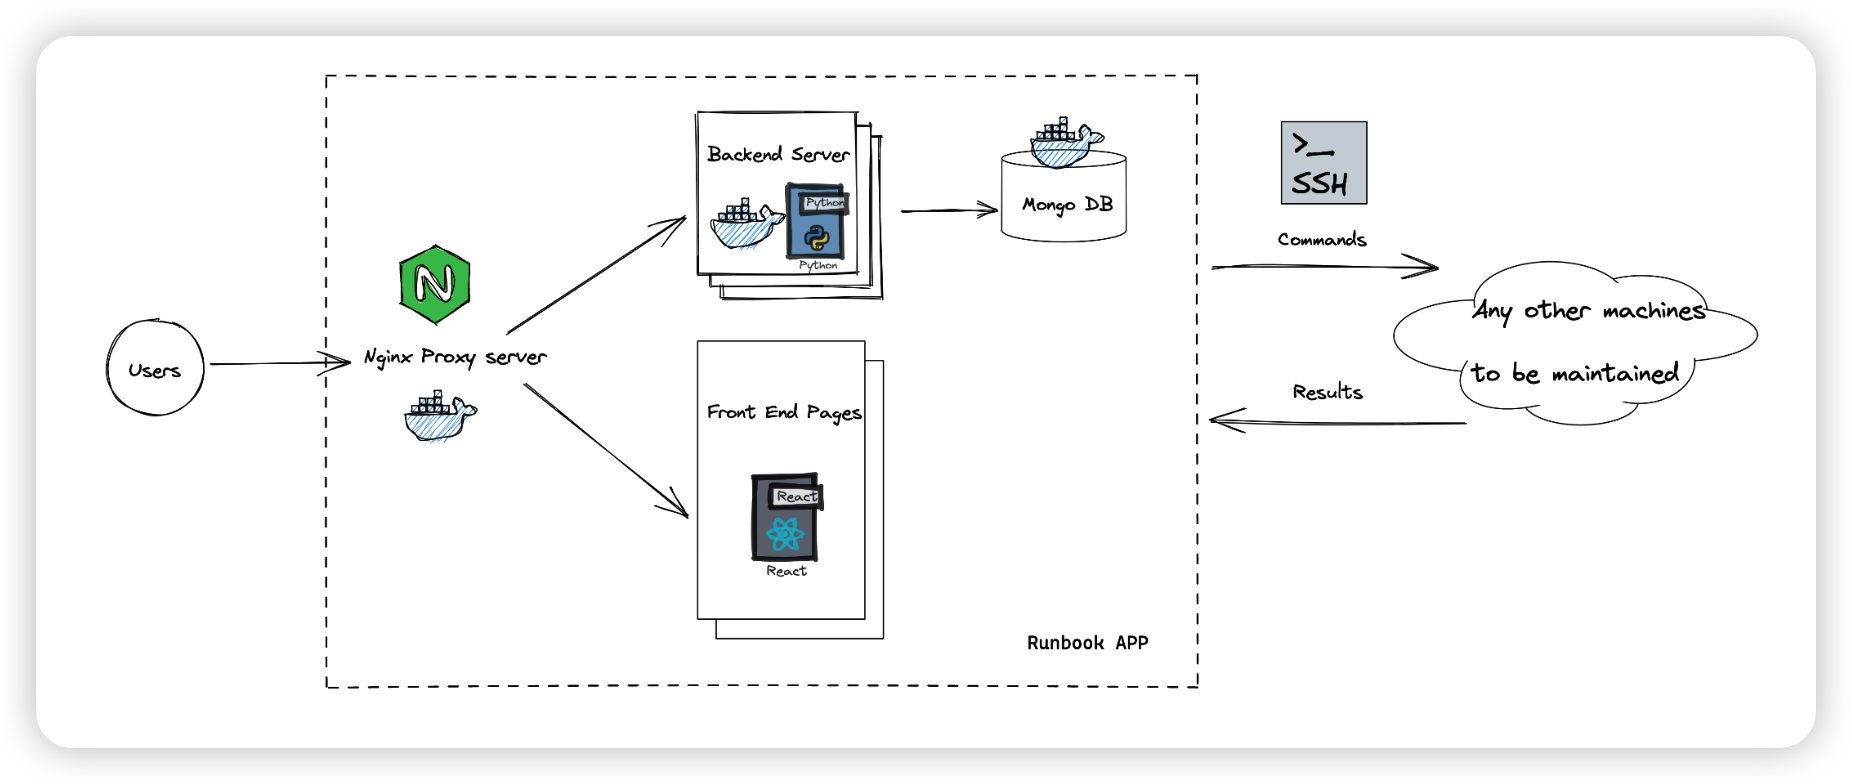 Users
Nginx Proxy server
Backend Server
Python
Python
Mongo DB
Front End Pages
React
React
Runbook APP
>_
SSH
Commands
Any other machines
to be maintained
Results